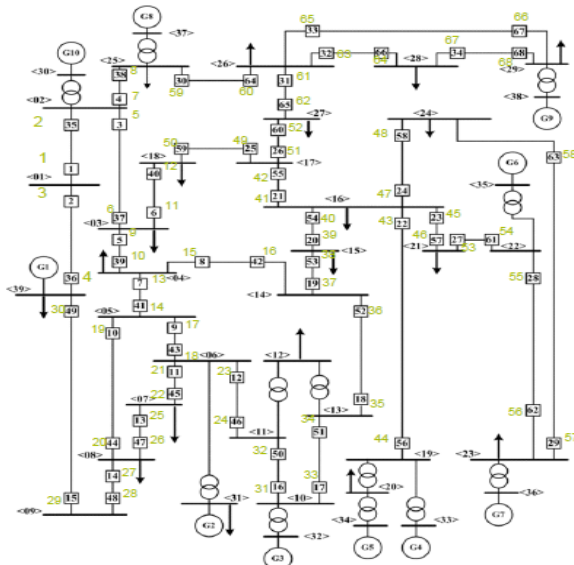 G8 65 66
33 67
G10 <37>
<25> 8 <26> 32 63 66 67 34 68
<30> 38 30 64 61 64 <28> 68 <29>
<02> 4 7 59 60 31 62 <38>
2 35 3 5 65 <27> <24> G9
50 59 49 25 60 52 48 58
<18> 12 26 51 <17> G6 63 58
1 1 40 42 55 47 24 <35>
<01> 3 2 6 11 41 21 <16> 43 22 23 45
6 37 54 40 46 57 27 61 54
<03> 9 5 20 39 <21> 53 <22>
G1 10 39 15 8 42 16 53 38 <15>
<39> 4 36 13 7 <04> 19 37 55 28
30 49 <05> 41 14 <14> 52 36
19 10 9 17
43 18 <06> <12>
21 11 23 12
22 45 18 35 56 62
<07> 13 25 24 46 34 <13> 44 56 29 57
20 44 47 26 <11> 51
<08> 32 50 <19> <23>
14 27 31 16 33 17 <20>
29 15 48 28 <31> <10> <36>
<09> G2 <32> <34> <33> G7
G3 G5 G4